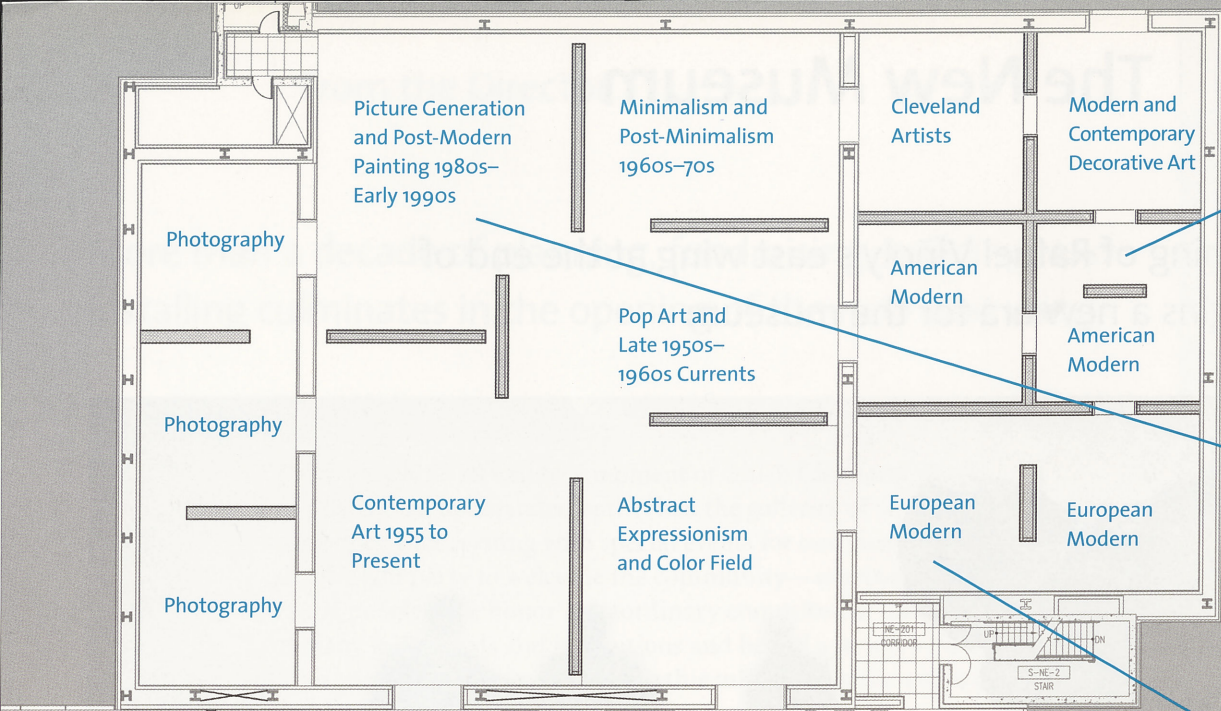 UP
The New Museum
Picture Generation
and Post-Modern
Painting 1980s–
Early 1990s
Minimalism and
Post-Minimalism
1960s–70s
Cleveland
Artists
Modern and
Contemporary
Decorative Art
Photography
American
Modern
Pop Art and
Late 1950s–
1960s Currents
American
Modern
Photography
Contemporary
Art 1955 to
Present
Abstract
Expressionism
and Color Field
European
Modern
European
Modern
Photography
NE-201
CORRIDOR
UP
DN
S-NE-2
STAIR